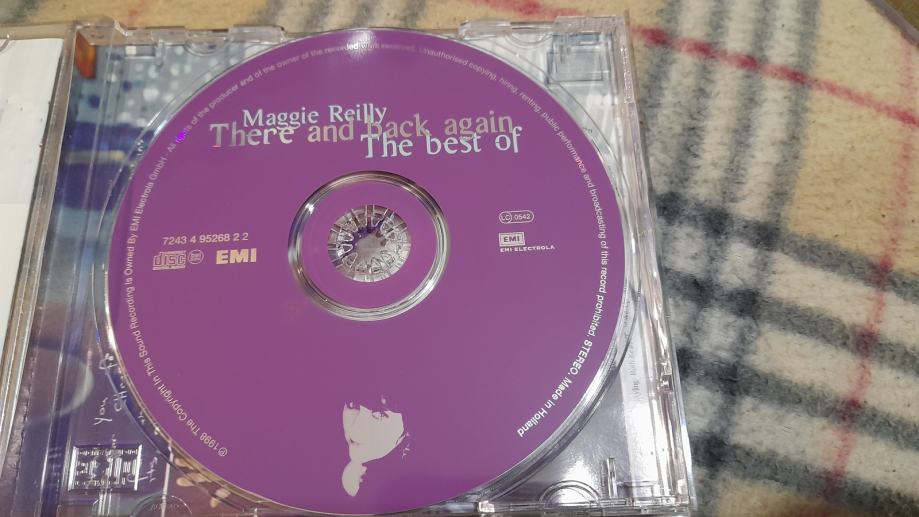 Maggie Reilly
There and back again
The best of
7243 4 95268 2 2
disc
EMI
LC 0542
EMI
EMI ELECTROLA
℗ 1998 The Copyright In This Sound Recording Is Owned By EMI Electrola GmbH · All rights of the producer and of the owner of the recorded work reserved. Unauthorised copying, hiring, renting, public performance and broadcasting of this record prohibited. STEREO. Made in Holland